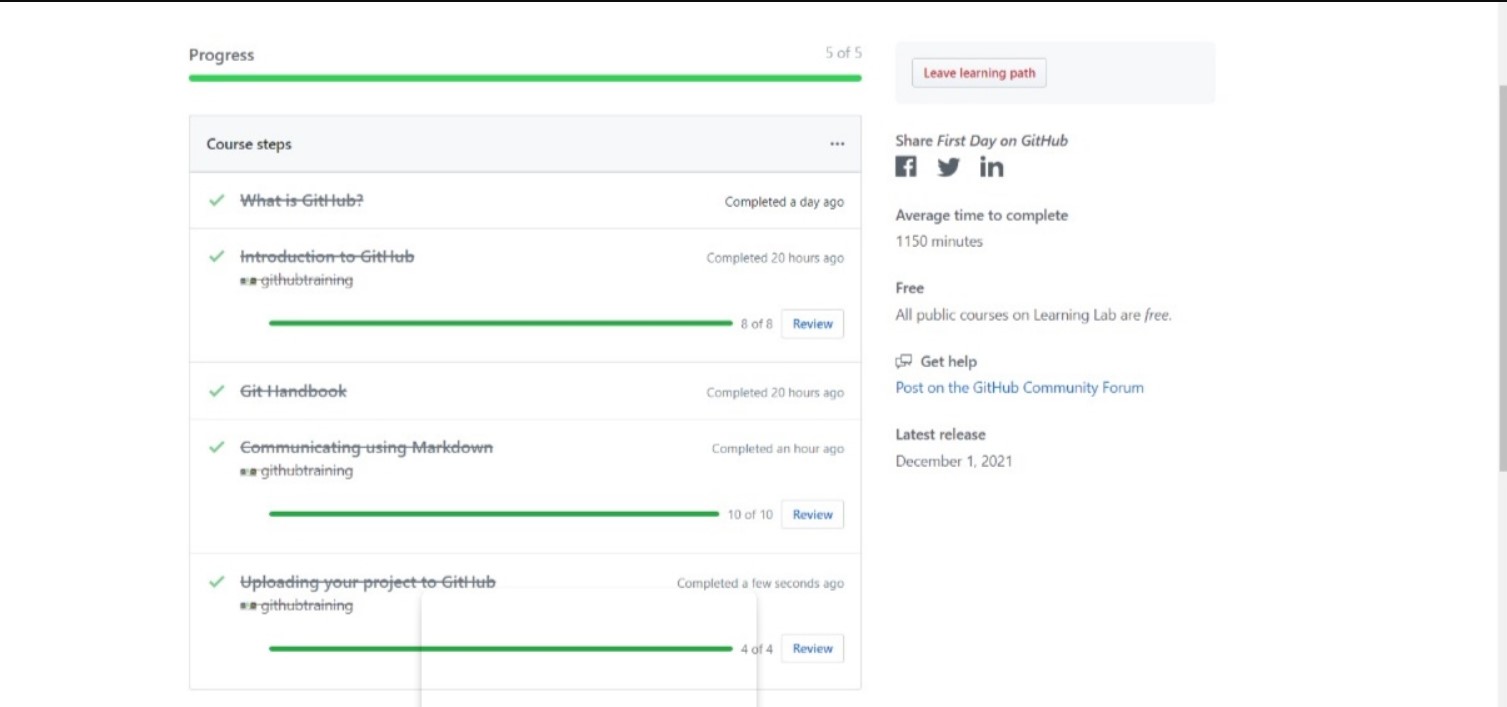 Progress
5 of 5
Course steps
...
What is GitHub?
Completed a day ago
Introduction to GitHub
Completed 20 hours ago
githubtraining
8 of 8
Review
Git Handbook
Completed 20 hours ago
Communicating using Markdown
Completed an hour ago
githubtraining
10 of 10
Review
Uploading your project to GitHub
Completed a few seconds ago
githubtraining
4 of 4
Review
Leave learning path
Share First Day on GitHub
Average time to complete
1150 minutes
Free
All public courses on Learning Lab are free.
Get help
Post on the GitHub Community Forum
Latest release
December 1, 2021